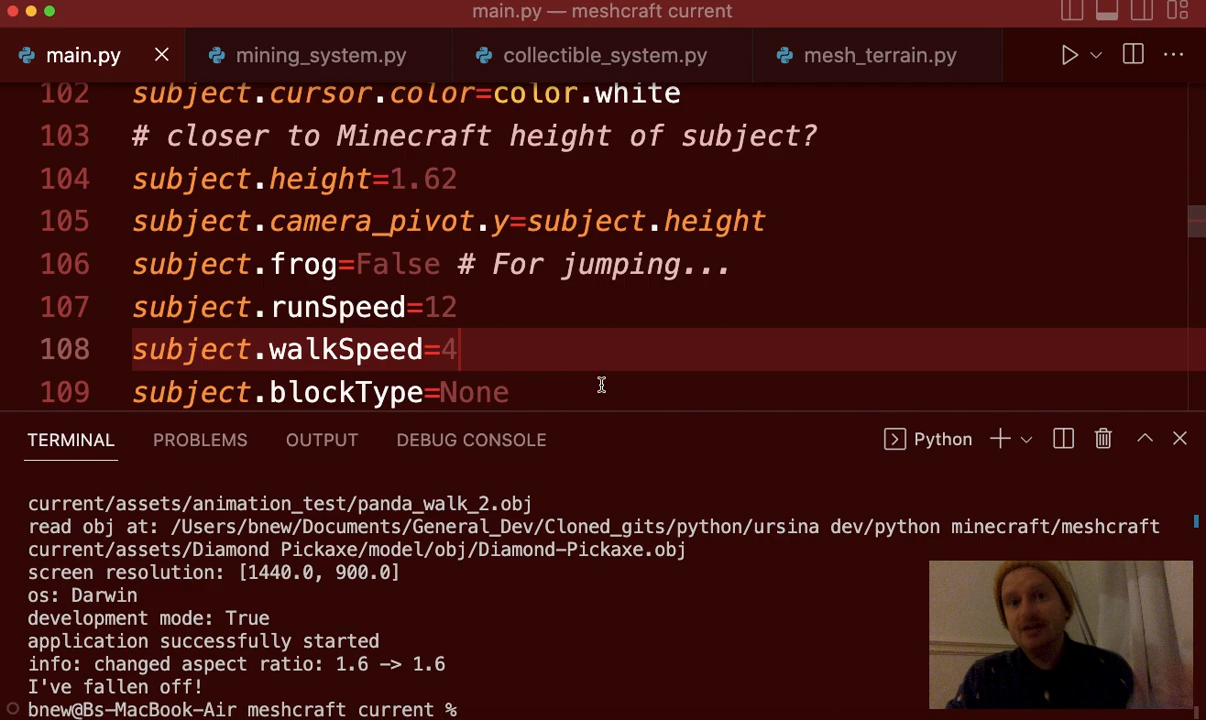 main.py — meshcraft current
main.py
mining_system.py
collectible_system.py
mesh_terrain.py
102 subject.cursor.color=color.white
103 # closer to Minecraft height of subject?
104 subject.height=1.62
105 subject.camera_pivot.y=subject.height
106 subject.frog=False # For jumping...
107 subject.runSpeed=12
108 subject.walkSpeed=4
109 subject.blockType=None
TERMINAL PROBLEMS OUTPUT DEBUG CONSOLE Python
current/assets/animation_test/panda_walk_2.obj
read obj at: /Users/bnew/Documents/General_Dev/Cloned_gits/python/ursina dev/python minecraft/meshcraft
current/assets/Diamond Pickaxe/model/obj/Diamond-Pickaxe.obj
screen resolution: [1440.0, 900.0]
os: Darwin
development mode: True
application successfully started
info: changed aspect ratio: 1.6 -> 1.6
I've fallen off!
bnew@Bs-MacBook-Air meshcraft current %